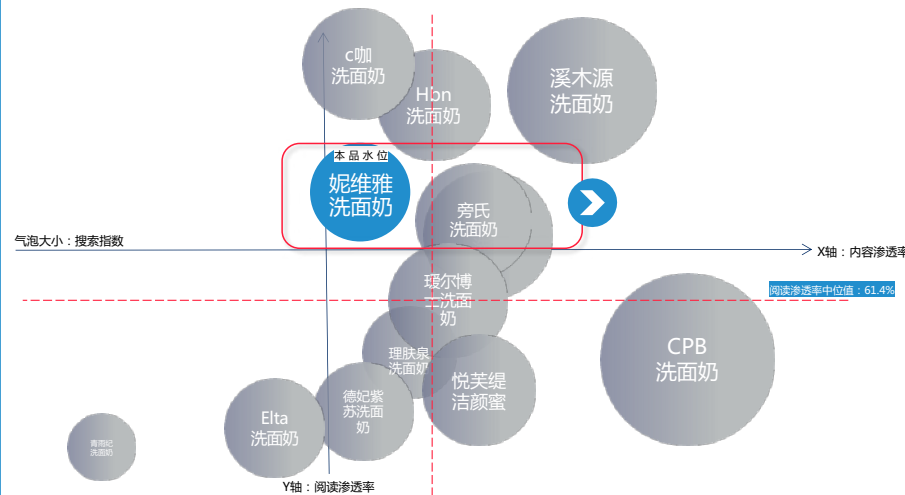 c咖
洗面奶
Hbn
洗面奶
溪木源
洗面奶
本品水位
妮维雅
洗面奶
旁氏
洗面奶
气泡大小：搜索指数
X轴：内容渗透率
瑷尔博
士洗面
奶
阅读渗透率中位值：61.4%
理肤泉
洗面奶
CPB
洗面奶
悦芙缇
洁颜蜜
德妃紫
苏洗面
奶
Elta
洗面奶
洗面奶
Y轴：阅读渗透率